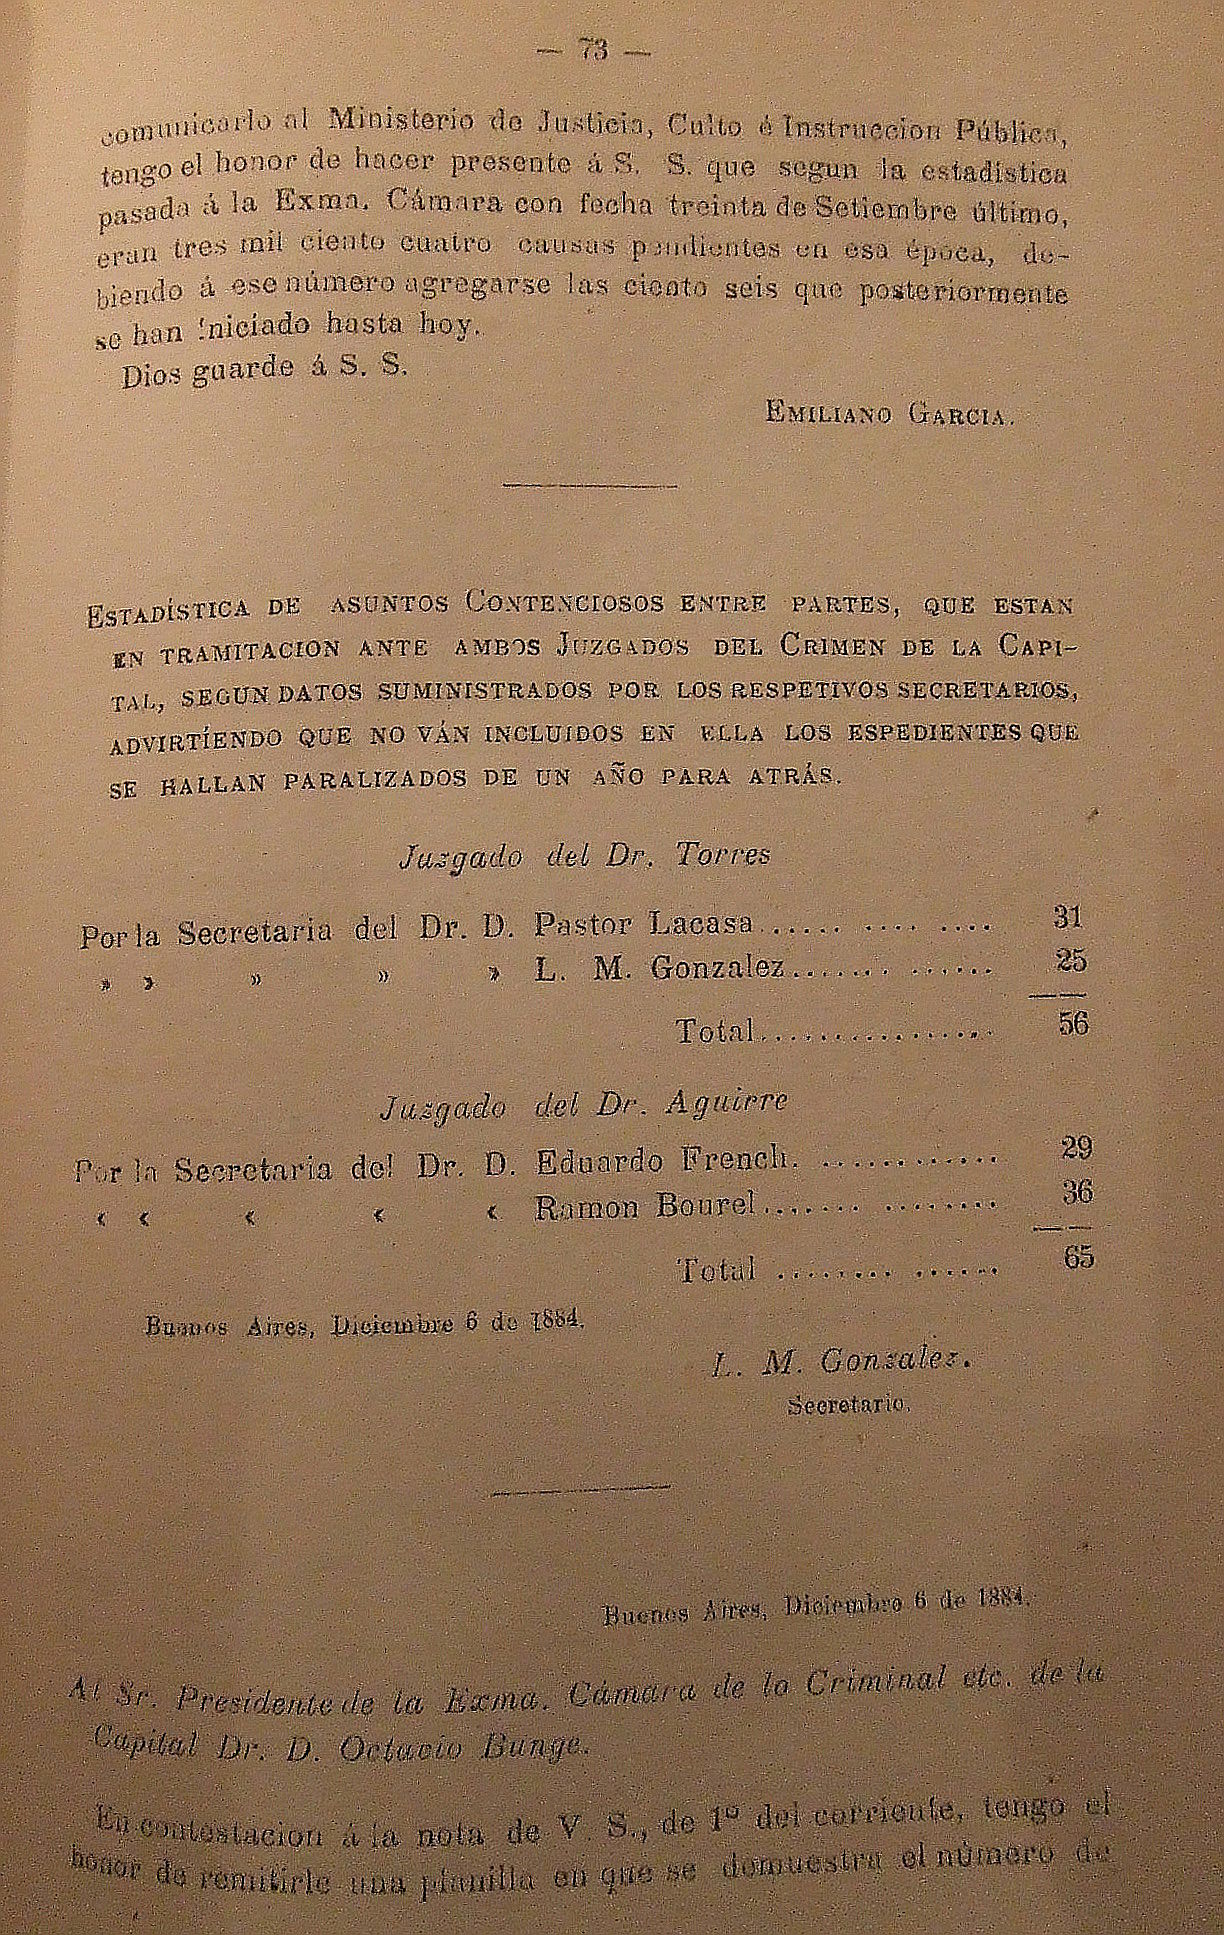 — 73 —
comunicarlo al Ministerio de Justicia, Culto é Instruccion Pública,
tengo el honor de hacer presente á S. S. que segun la estadística
pasada á la Exma. Cámara con fecha treinta de Setiembre último,
eran tres mil ciento cuatro causas pendientes en esa época, de-
biendo á ese número agregarse las ciento seis que posteriormente
se han iniciado hasta hoy.
Dios guarde á S. S.
EMILIANO GARCIA.
ESTADÍSTICA DE ASUNTOS CONTENCIOSOS ENTRE PARTES, QUE ESTAN
EN TRAMITACION ANTE AMBOS JUZGADOS DEL CRIMEN DE LA CAPI-
TAL, SEGUN DATOS SUMINISTRADOS POR LOS RESPETIVOS SECRETARIOS,
ADVIRTÍENDO QUE NO VÁN INCLUIDOS EN ELLA LOS ESPEDIENTES QUE
SE HALLAN PARALIZADOS DE UN AÑO PARA ATRÁS.
Juzgado del Dr. Torres
Por la Secretaria del Dr. D. Pastor Lacasa...... .... .... 31
» » » » » L. M. Gonzalez....... ...... 25
Total................ 56
Juzgado del Dr. Aguirre
Por la Secretaria del Dr. D. Eduardo French. ............ 29
« « « « « Ramon Bourel....... ........ 36
Total ........ ...... 65
Buenos Aires, Diciembre 6 de 1884.
L. M. Gonzalez.
Secretario.
Buenos Aires, Diciembre 6 de 1884.
Al Sr. Presidente de la Exma. Cámara de lo Criminal etc. de la
Capital Dr. D. Octavio Bunge.
En contestacion á la nota de V S., de 1º del corriente, tengo el
honor de remitirle una planilla en que se demuestra el número de